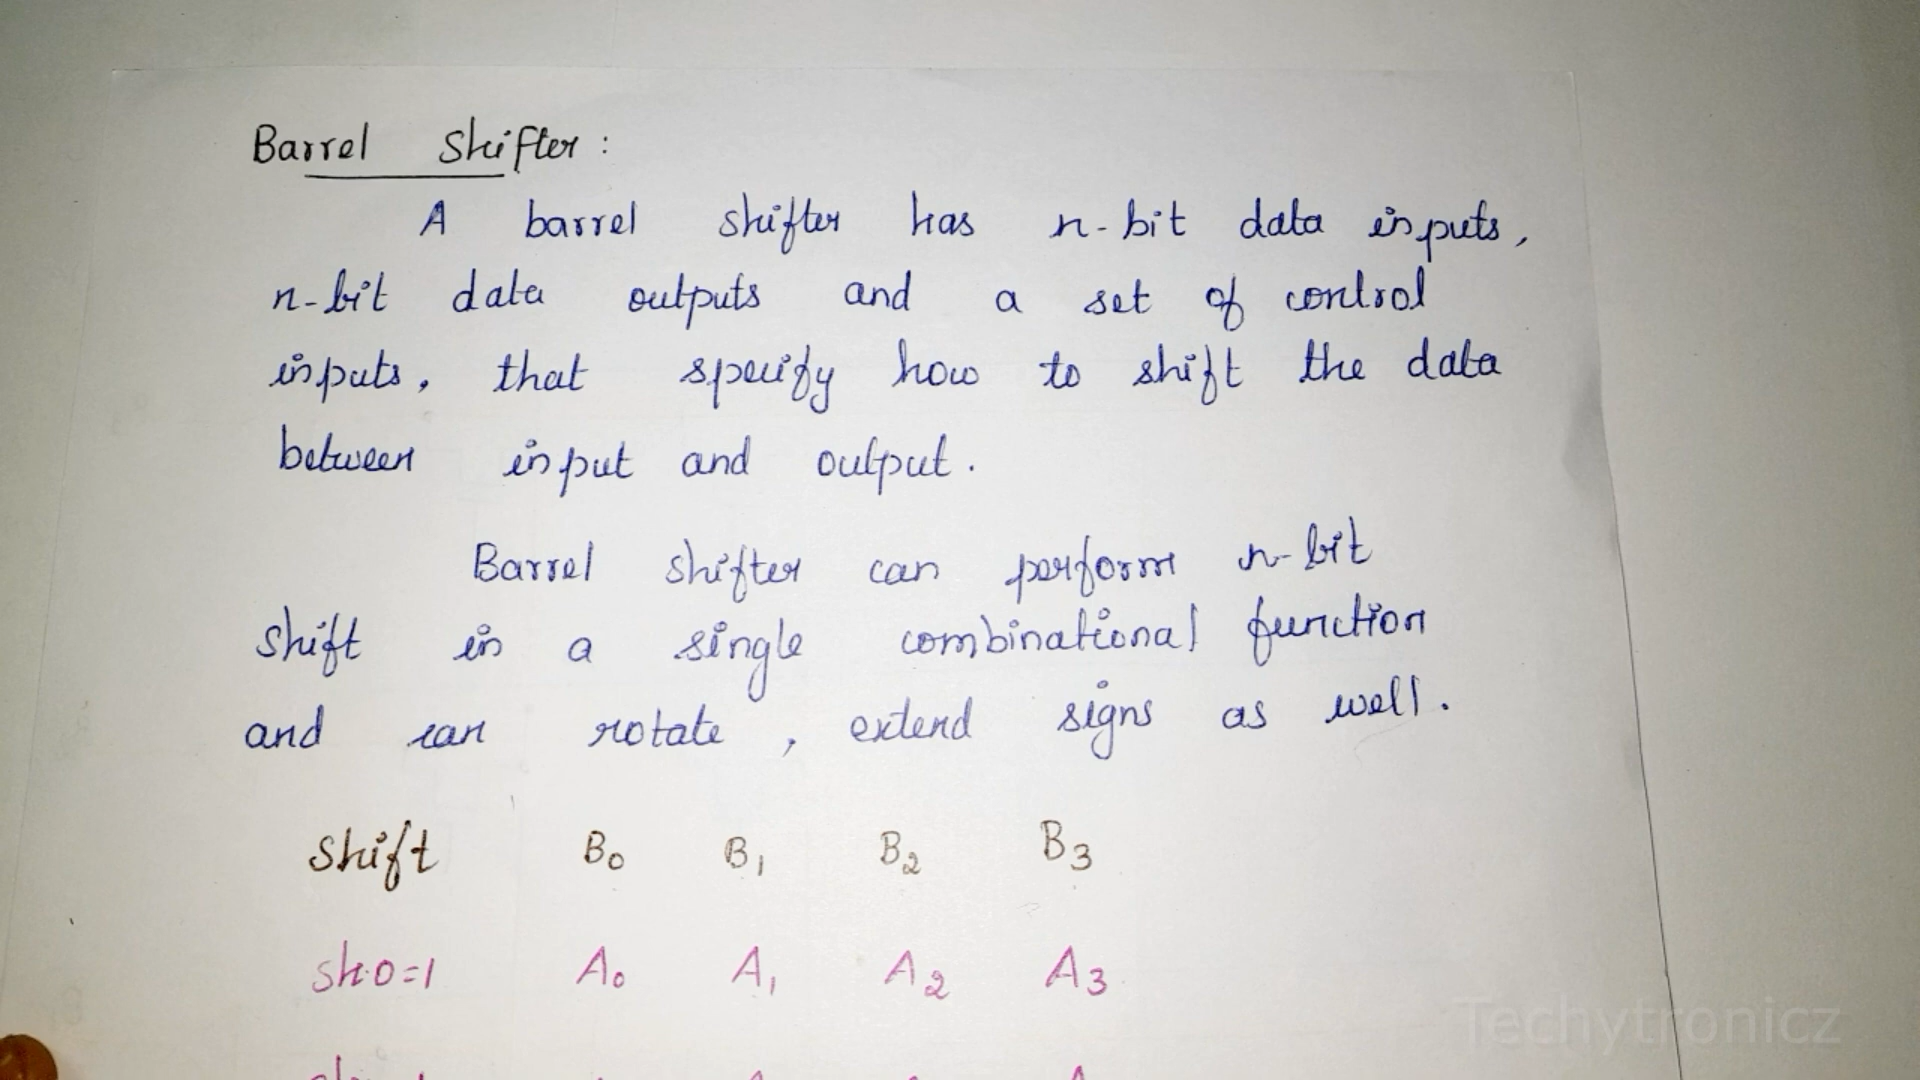 Barrel Shifter :
A barrel shifter has n-bit data inputs,
n-bit data outputs and a set of control
inputs, that specify how to shift the data
between input and output.
Barrel shifter can perform n-bit
shift in a single combinational function
and can rotate, extend signs as well.
Shift B₀ B₁ B₂ B₃
sh0=1 A₀ A₁ A₂ A₃
Techytronicz